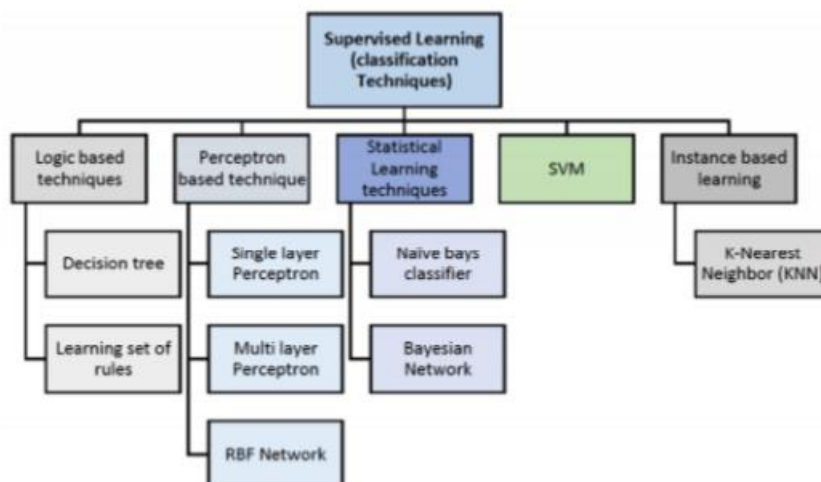 Supervised Learning
(classification
Techniques)
Logic based
techniques
Perceptron
based technique
Statistical
Learning
techniques
SVM
Instance based
learning
Decision tree
Single layer
Perceptron
Naïve bays
classifier
K-Nearest
Neighbor (KNN)
Learning set of
rules
Multi layer
Perceptron
Bayesian
Network
RBF Network